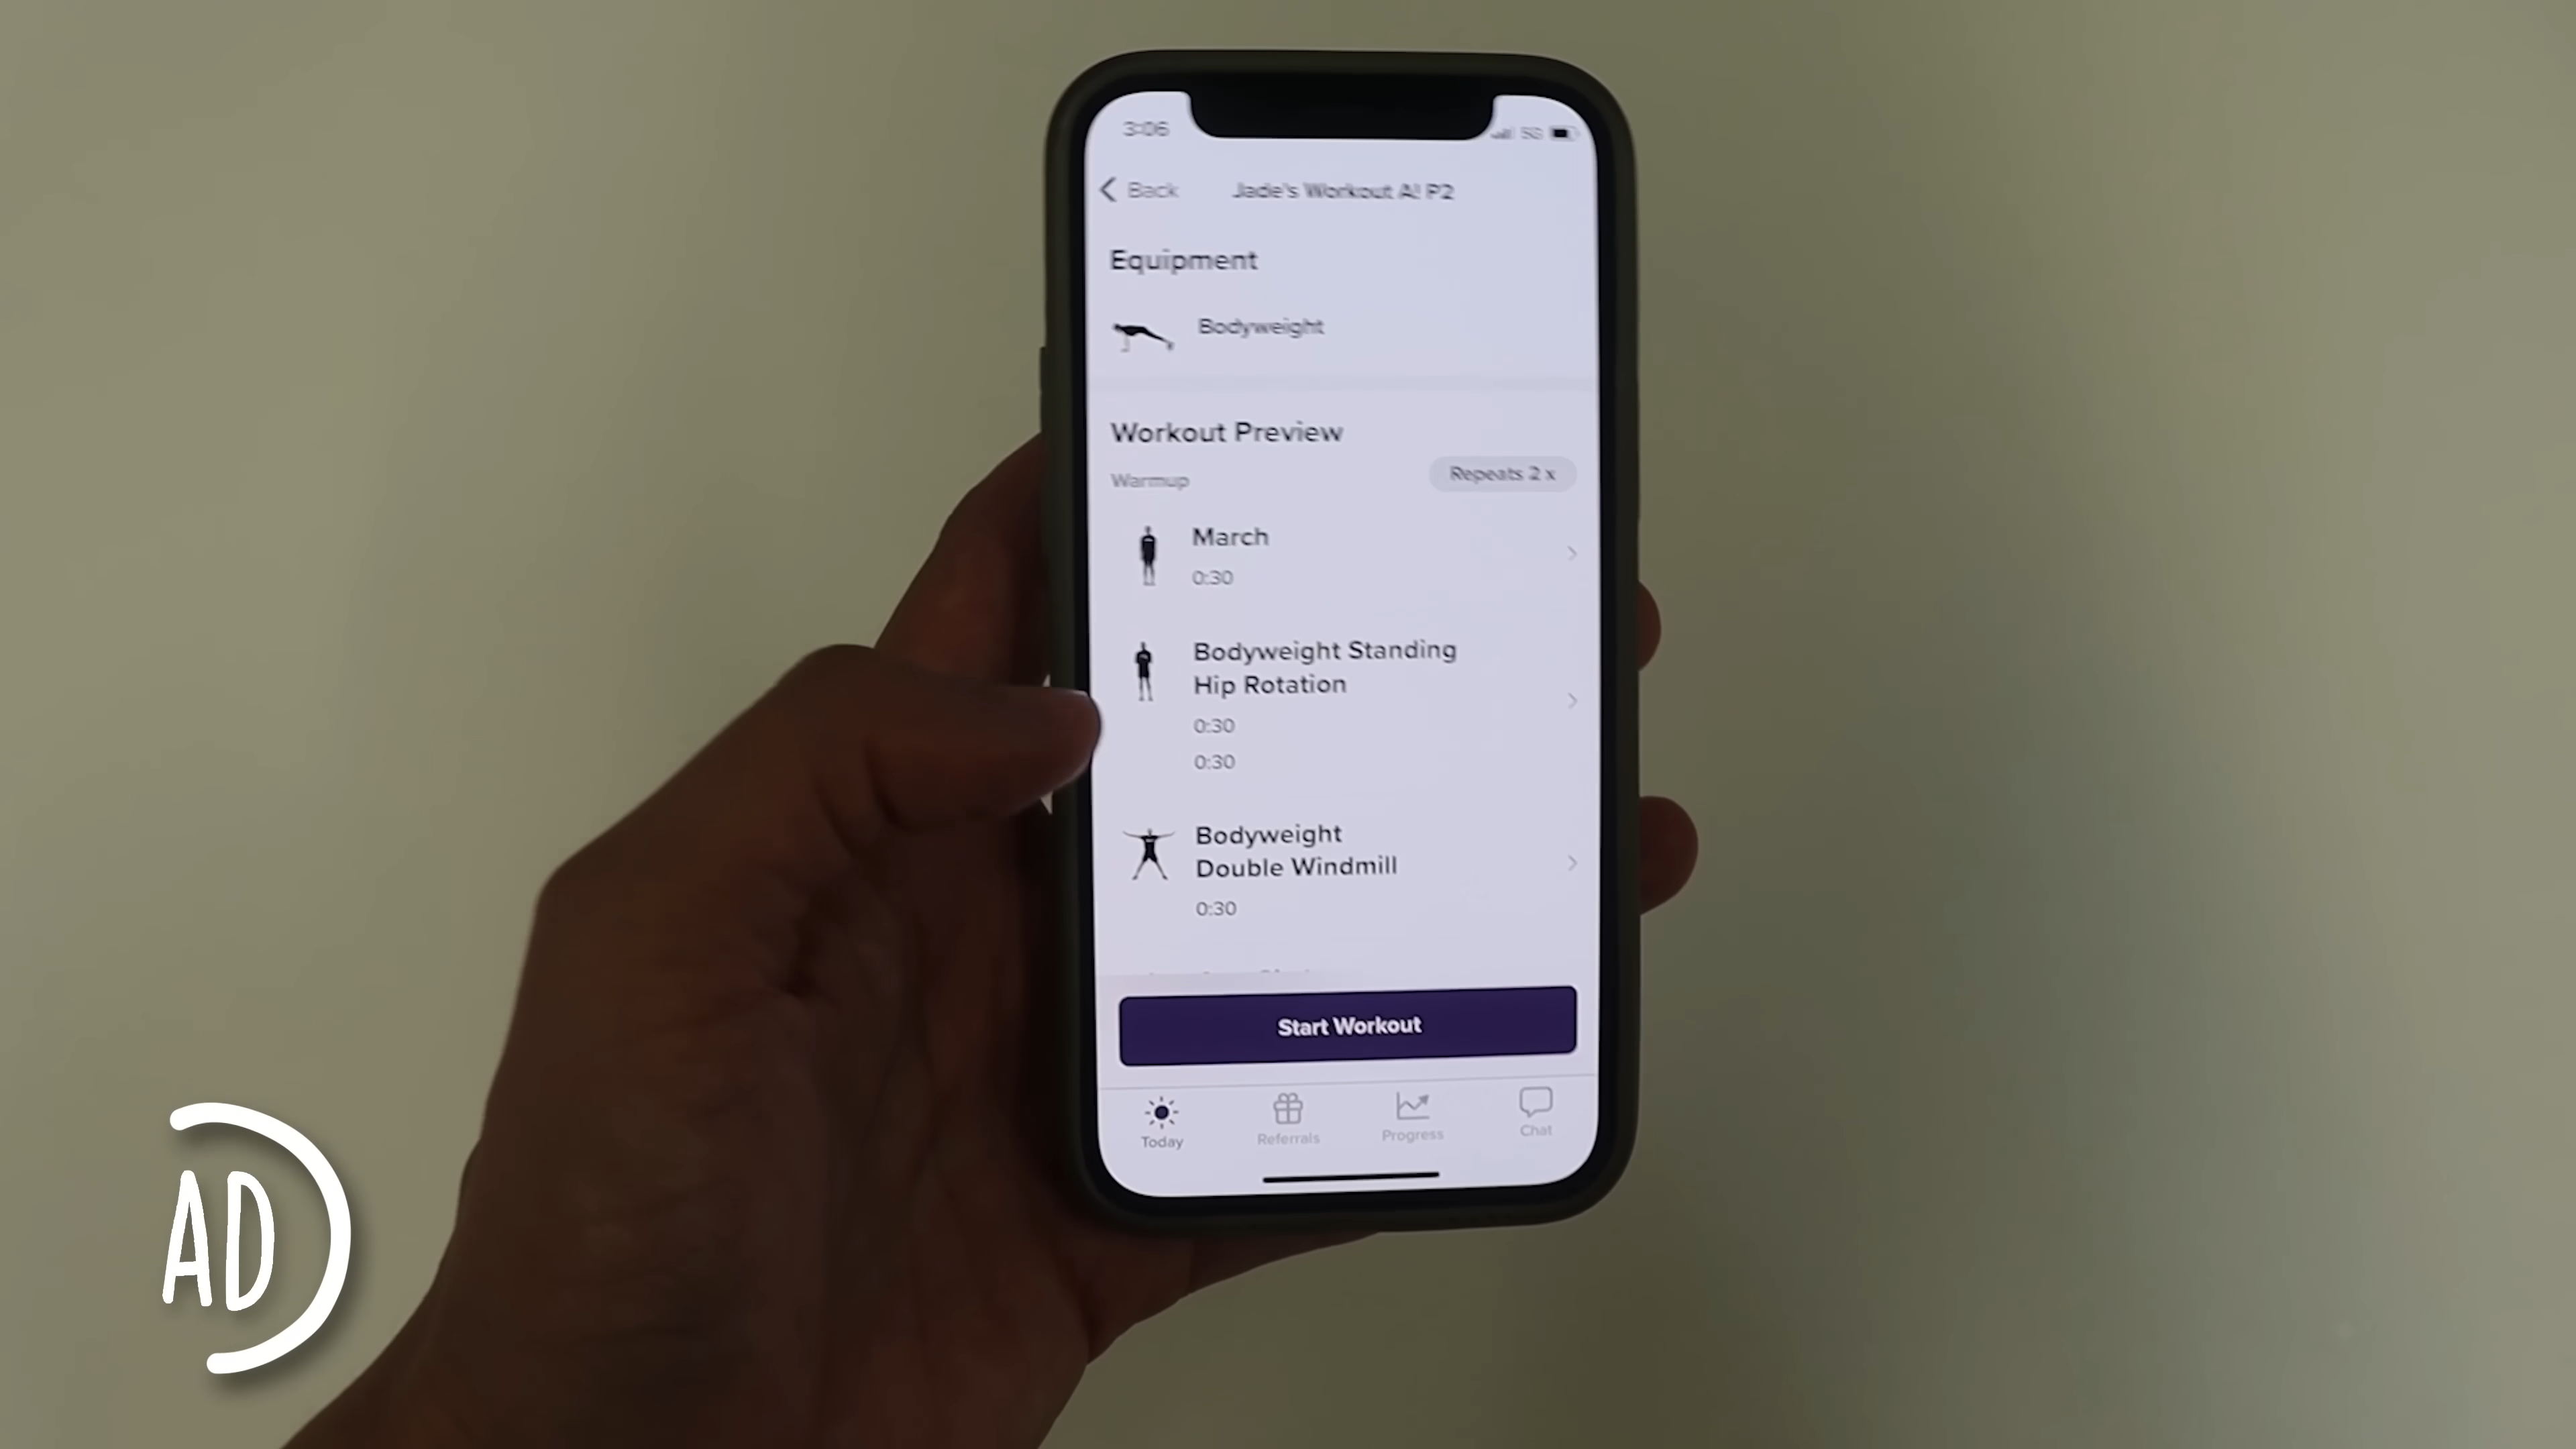 3:06
5G
Back
Jade's Workout A! P2
Equipment
Bodyweight
Workout Preview
Warmup
Repeats 2 x
March
0:30
Bodyweight Standing
Hip Rotation
0:30
0:30
Bodyweight
Double Windmill
0:30
Start Workout
Today
Referrals
Progress
Chat
AD